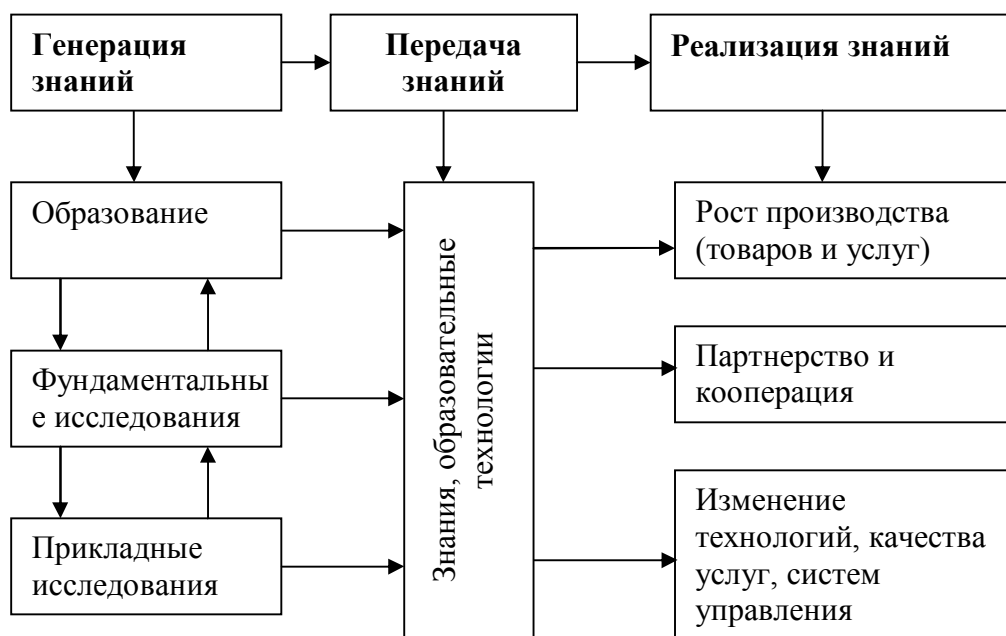 Генерация
знаний
Передача
знаний
Реализация знаний
Образование
Фундаментальны
е исследования
Прикладные
исследования
Знания, образовательные
технологии
Рост производства
(товаров и услуг)
Партнерство и
кооперация
Изменение
технологий, качества
услуг, систем
управления